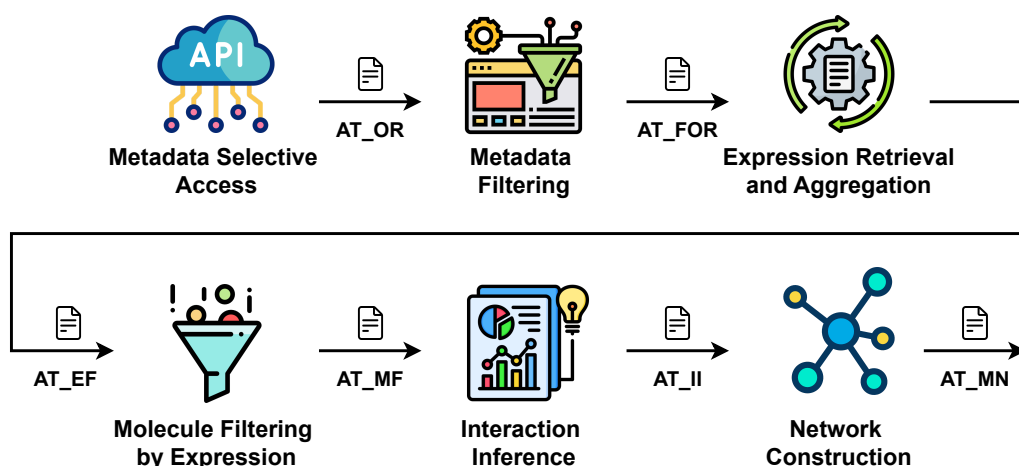 API
AT_OR
AT_FOR
Metadata Selective
Access
Metadata
Filtering
Expression Retrieval
and Aggregation
AT_EF
AT_MF
AT_II
AT_MN
Molecule Filtering
by Expression
Interaction
Inference
Network
Construction